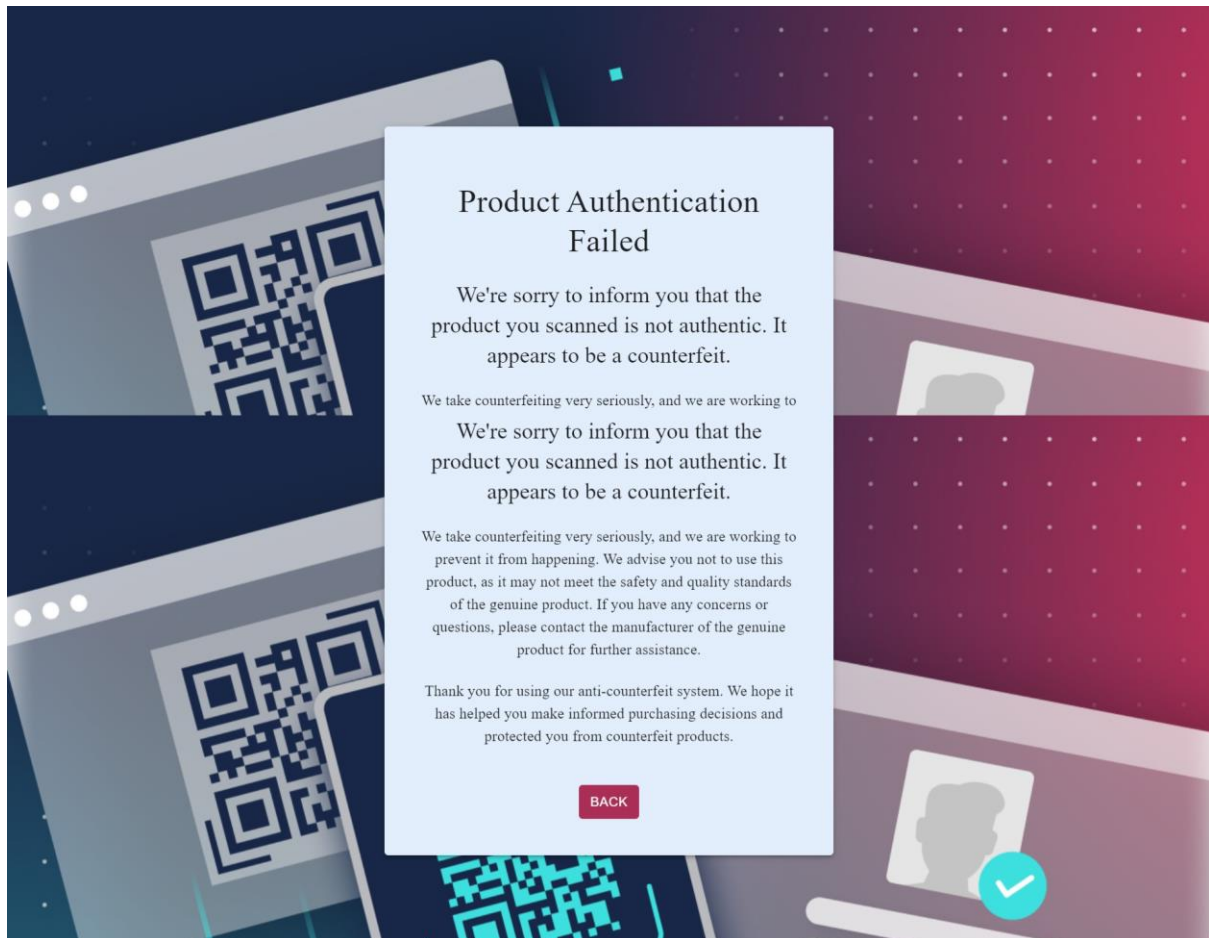 Product Authentication
Failed
We're sorry to inform you that the
product you scanned is not authentic. It
appears to be a counterfeit.
We take counterfeiting very seriously, and we are working to
We're sorry to inform you that the
product you scanned is not authentic. It
appears to be a counterfeit.
We take counterfeiting very seriously, and we are working to
prevent it from happening. We advise you not to use this
product, as it may not meet the safety and quality standards
of the genuine product. If you have any concerns or
questions, please contact the manufacturer of the genuine
product for further assistance.
Thank you for using our anti-counterfeit system. We hope it
has helped you make informed purchasing decisions and
protected you from counterfeit products.
BACK